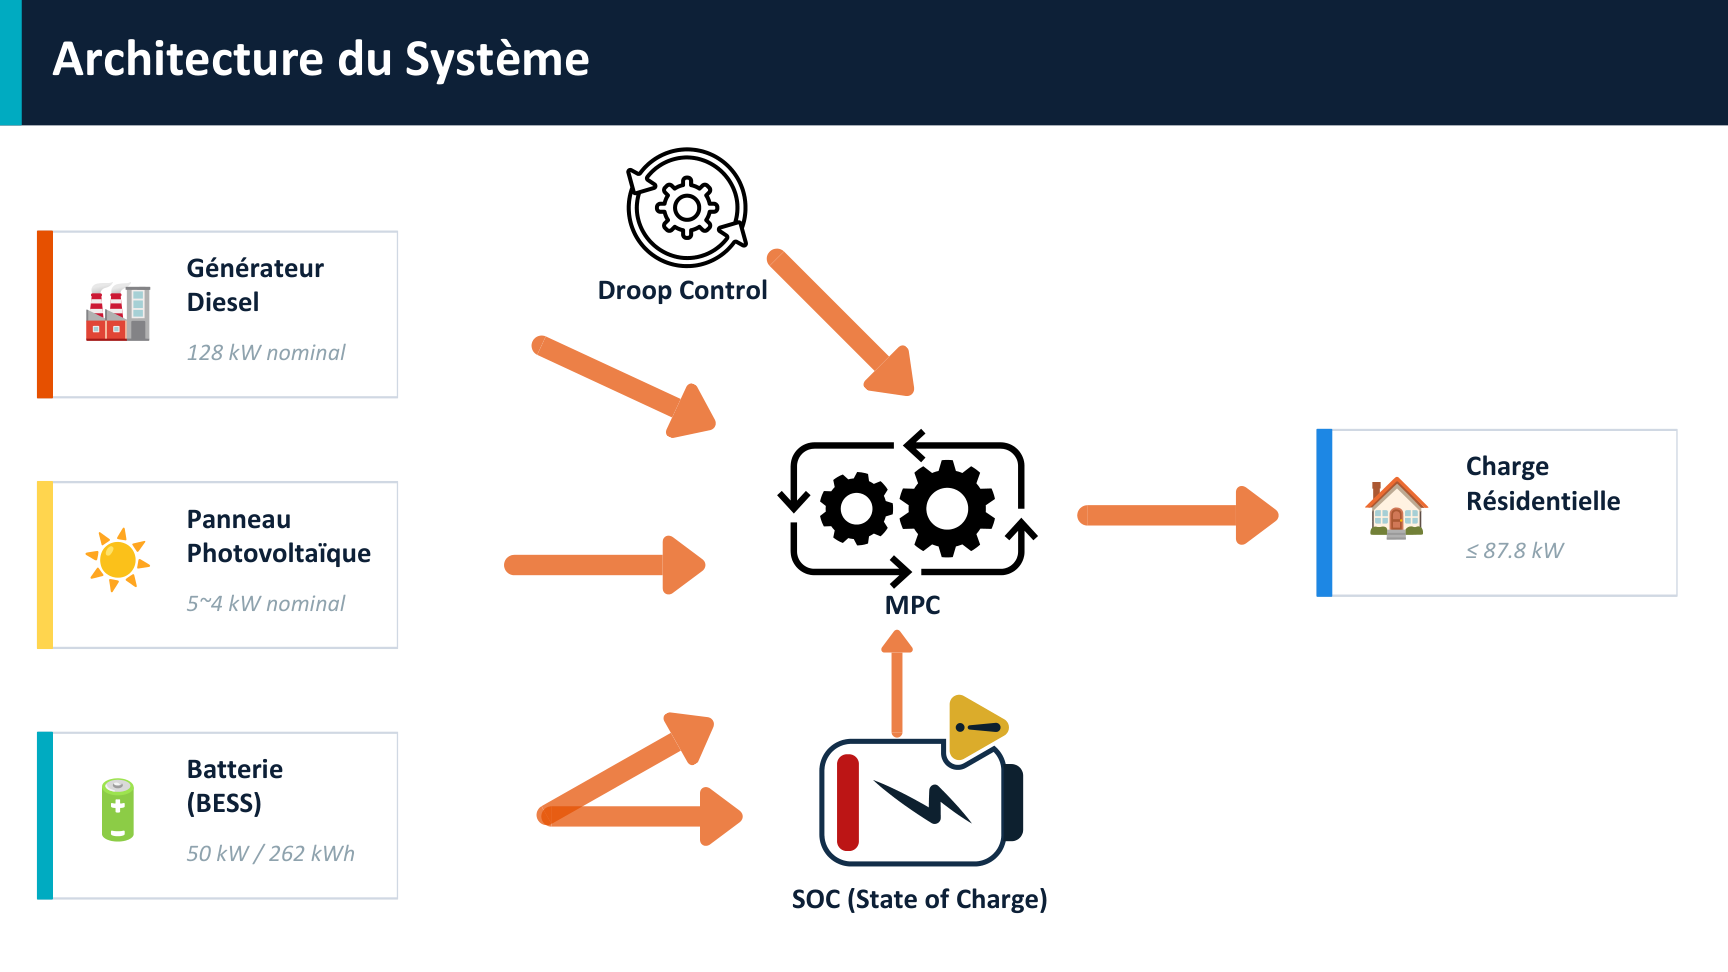 Architecture du Système
Droop Control
Générateur
Diesel
128 kW nominal
Panneau
Photovoltaïque
5~4 kW nominal
Batterie
(BESS)
50 kW / 262 kWh
MPC
SOC (State of Charge)
Charge
Résidentielle
≤ 87.8 kW